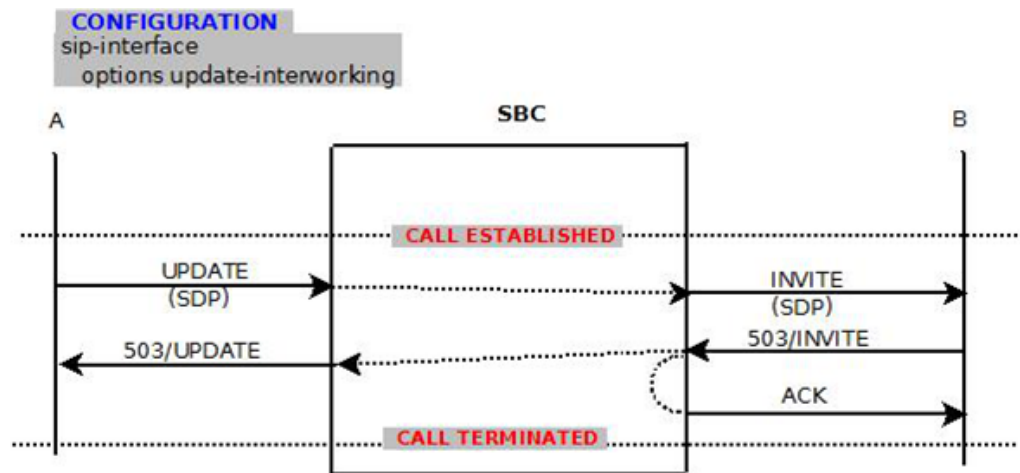 CONFIGURATION
sip-interface
options update-interworking
SBC
A
B
CALL ESTABLISHED
UPDATE
(SDP)
INVITE
(SDP)
503/UPDATE
503/INVITE
ACK
CALL TERMINATED